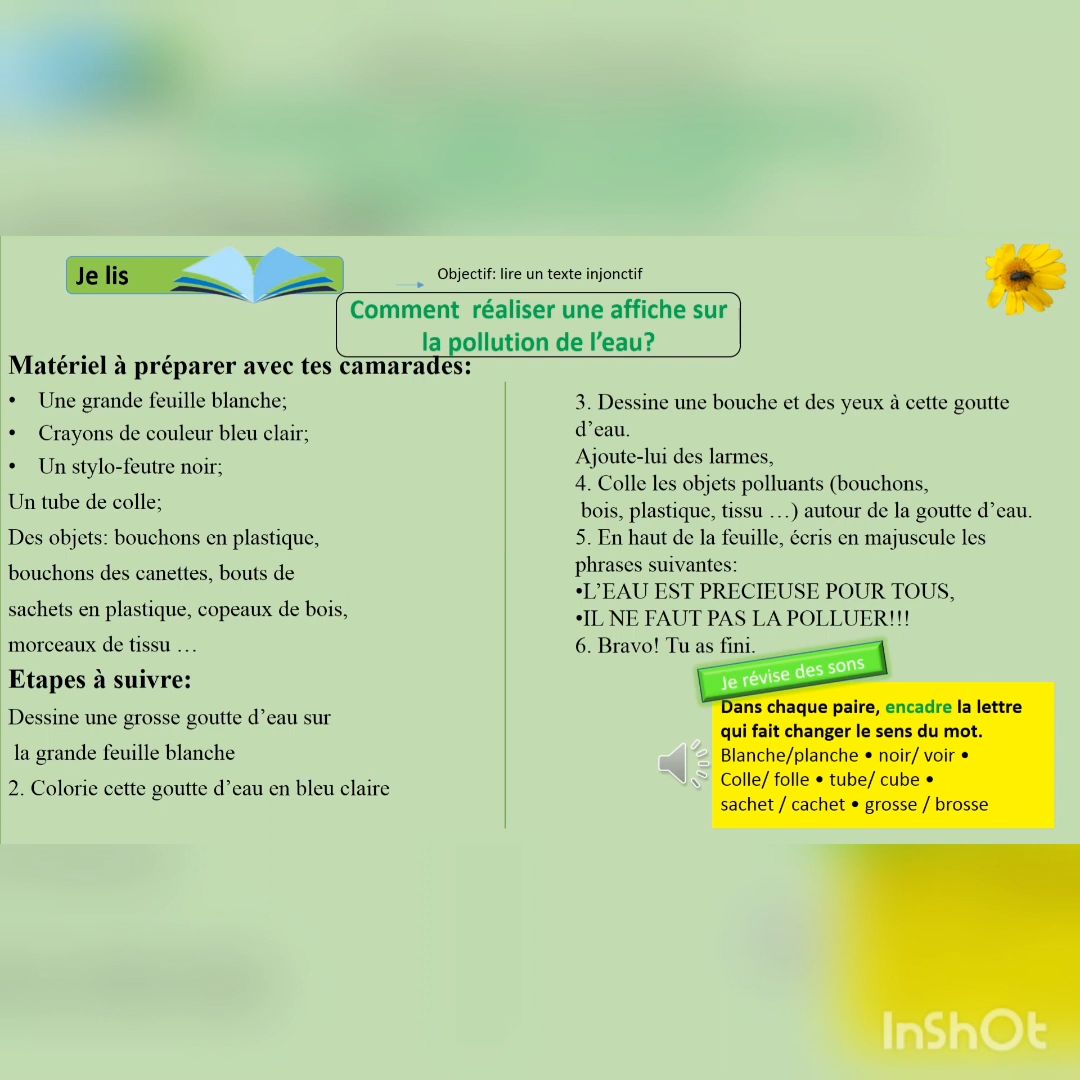 Je lis
Objectif: lire un texte injonctif
Comment réaliser une affiche sur
la pollution de l’eau?
Matériel à préparer avec tes camarades:
• Une grande feuille blanche;
• Crayons de couleur bleu clair;
• Un stylo-feutre noir;
Un tube de colle;
Des objets: bouchons en plastique,
bouchons des canettes, bouts de
sachets en plastique, copeaux de bois,
morceaux de tissu …
Etapes à suivre:
Dessine une grosse goutte d’eau sur
la grande feuille blanche
2. Colorie cette goutte d’eau en bleu claire
3. Dessine une bouche et des yeux à cette goutte
d’eau.
Ajoute-lui des larmes,
4. Colle les objets polluants (bouchons,
bois, plastique, tissu …) autour de la goutte d’eau.
5. En haut de la feuille, écris en majuscule les
phrases suivantes:
•L’EAU EST PRECIEUSE POUR TOUS,
•IL NE FAUT PAS LA POLLUER!!!
6. Bravo! Tu as fini.
Je révise des sons
Dans chaque paire, encadre la lettre
qui fait changer le sens du mot.
Blanche/planche • noir/ voir •
Colle/ folle • tube/ cube •
sachet / cachet • grosse / brosse
InShOt